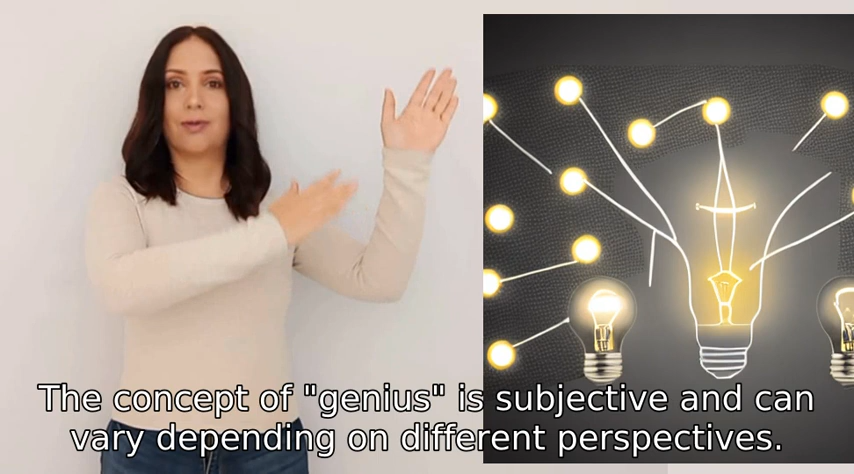 The concept of "genius" is subjective and can
vary depending on different perspectives.